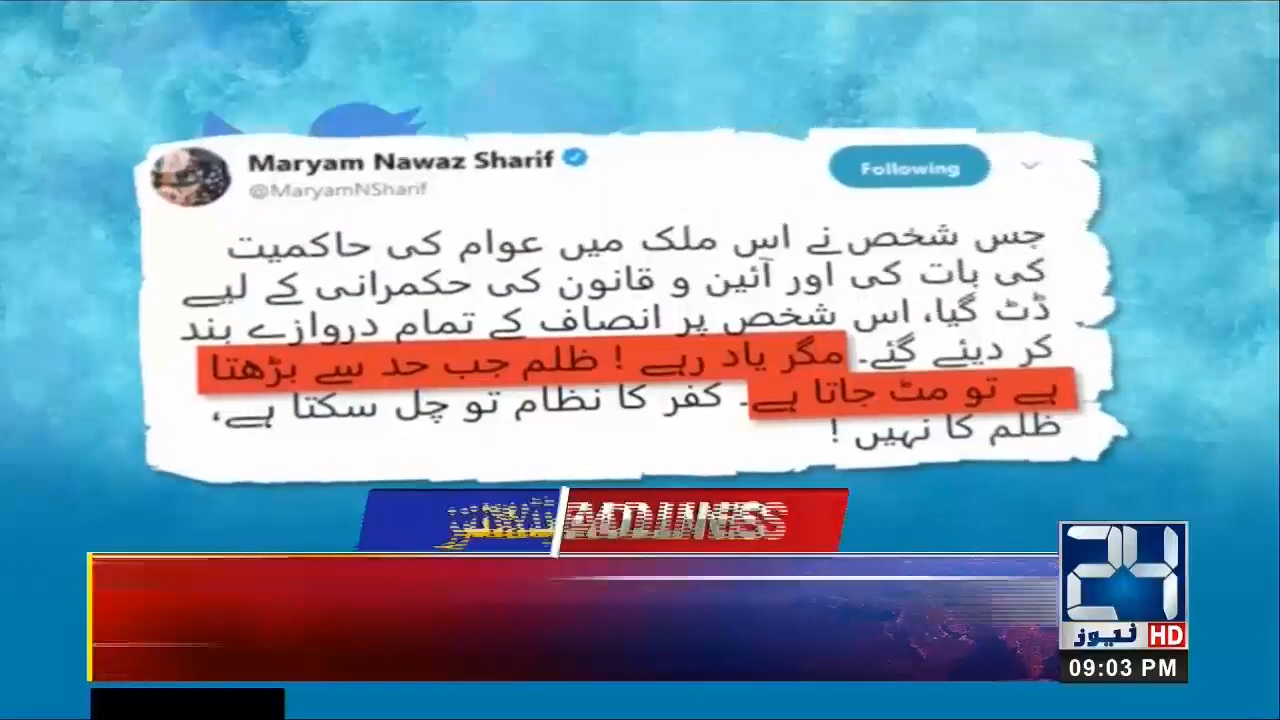 Maryam Nawaz Sharif
@MaryamNSharif
Following
جس شخص نے اس ملک میں عوام کی حاکمیت
کی بات کی اور آئین و قانون کی حکمرانی کے لیے
ڈٹ گیا، اس شخص پر انصاف کے تمام دروازے بند
کر دیئے گئے۔ مگر یاد رہے ! ظلم جب حد سے بڑھتا
ہے تو مٹ جاتا ہے۔ کفر کا نظام تو چل سکتا ہے،
ظلم کا نہیں !
24
نیوز HD
09:03 PM